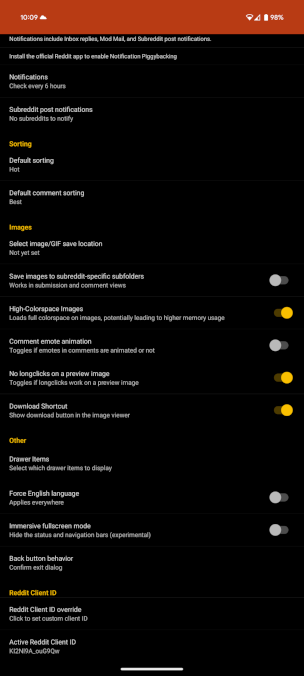 10:09
98%
Notifications include Inbox replies, Mod Mail, and Subreddit post notifications.
Install the official Reddit app to enable Notification Piggybacking
Notifications
Check every 6 hours
Subreddit post notifications
No subreddits to notify
Sorting
Default sorting
Hot
Default comment sorting
Best
Images
Select image/GIF save location
Not yet set
Save images to subreddit-specific subfolders
Works in submission and comment views
High-Colorspace Images
Loads full colorspace on images, potentially leading to higher memory usage
Comment emote animation
Toggles if emotes in comments are animated or not
No longclicks on a preview image
Toggles if longclicks work on a preview image
Download Shortcut
Show download button in the image viewer
Other
Drawer Items
Select which drawer items to display
Force English language
Applies everywhere
Immersive fullscreen mode
Hide the status and navigation bars (experimental)
Back button behavior
Confirm exit dialog
Reddit Client ID
Reddit Client ID override
Click to set custom client ID
Active Reddit Client ID